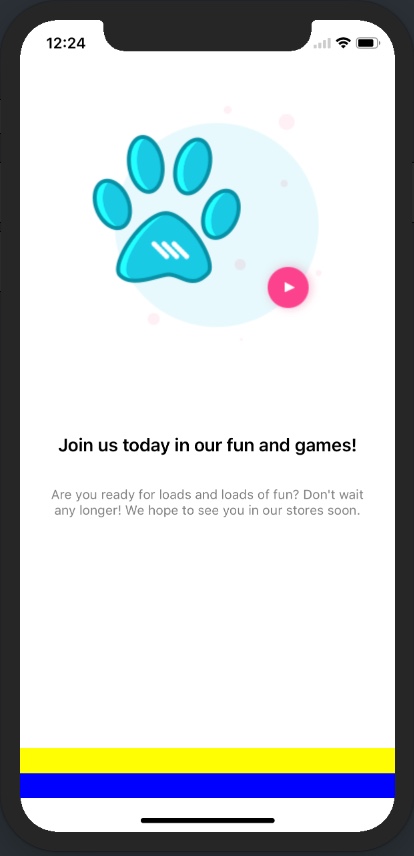 12:24
Join us today in our fun and games!
Are you ready for loads and loads of fun? Don't wait
any longer! We hope to see you in our stores soon.